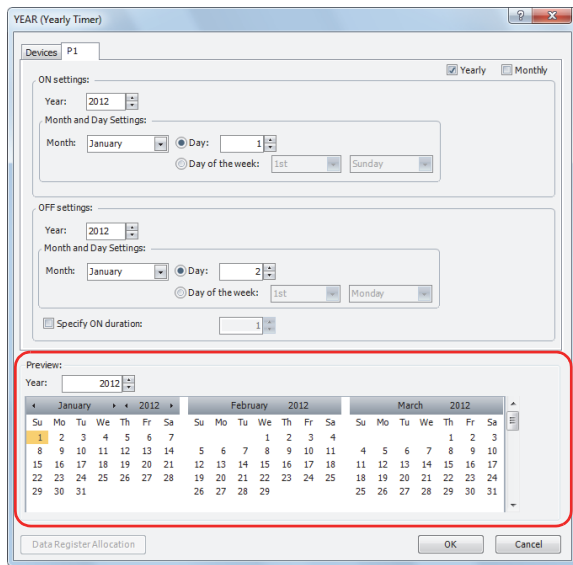 YEAR (Yearly Timer)
Devices P1
Yearly Monthly
ON settings:
Year: 2012
Month and Day Settings:
Month: January Day: 1
Day of the week: 1st Sunday
OFF settings:
Year: 2012
Month and Day Settings:
Month: January Day: 2
Day of the week: 1st Monday
Specify ON duration: 1
Preview:
Year: 2012
January 2012 February 2012 March 2012
Su Mo Tu We Th Fr Sa Su Mo Tu We Th Fr Sa Su Mo Tu We Th Fr Sa
1 2 3 4 5 6 7 1 2 3 4 1 2 3
8 9 10 11 12 13 14 5 6 7 8 9 10 11 4 5 6 7 8 9 10
15 16 17 18 19 20 21 12 13 14 15 16 17 18 11 12 13 14 15 16 17
22 23 24 25 26 27 28 19 20 21 22 23 24 25 18 19 20 21 22 23 24
29 30 31 26 27 28 29 25 26 27 28 29 30 31
Data Register Allocation OK Cancel